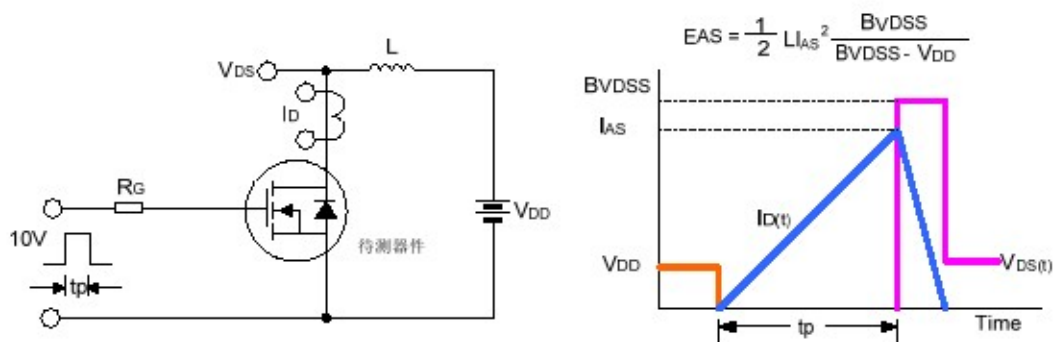 VDS
L
ID
RG
10V
tp
VDD
待测器件
EAS = 1/2 LIAS² BVDSS / BVDSS - VDD
BVDSS
IAS
ID(t)
VDD
VDS(t)
tp
Time